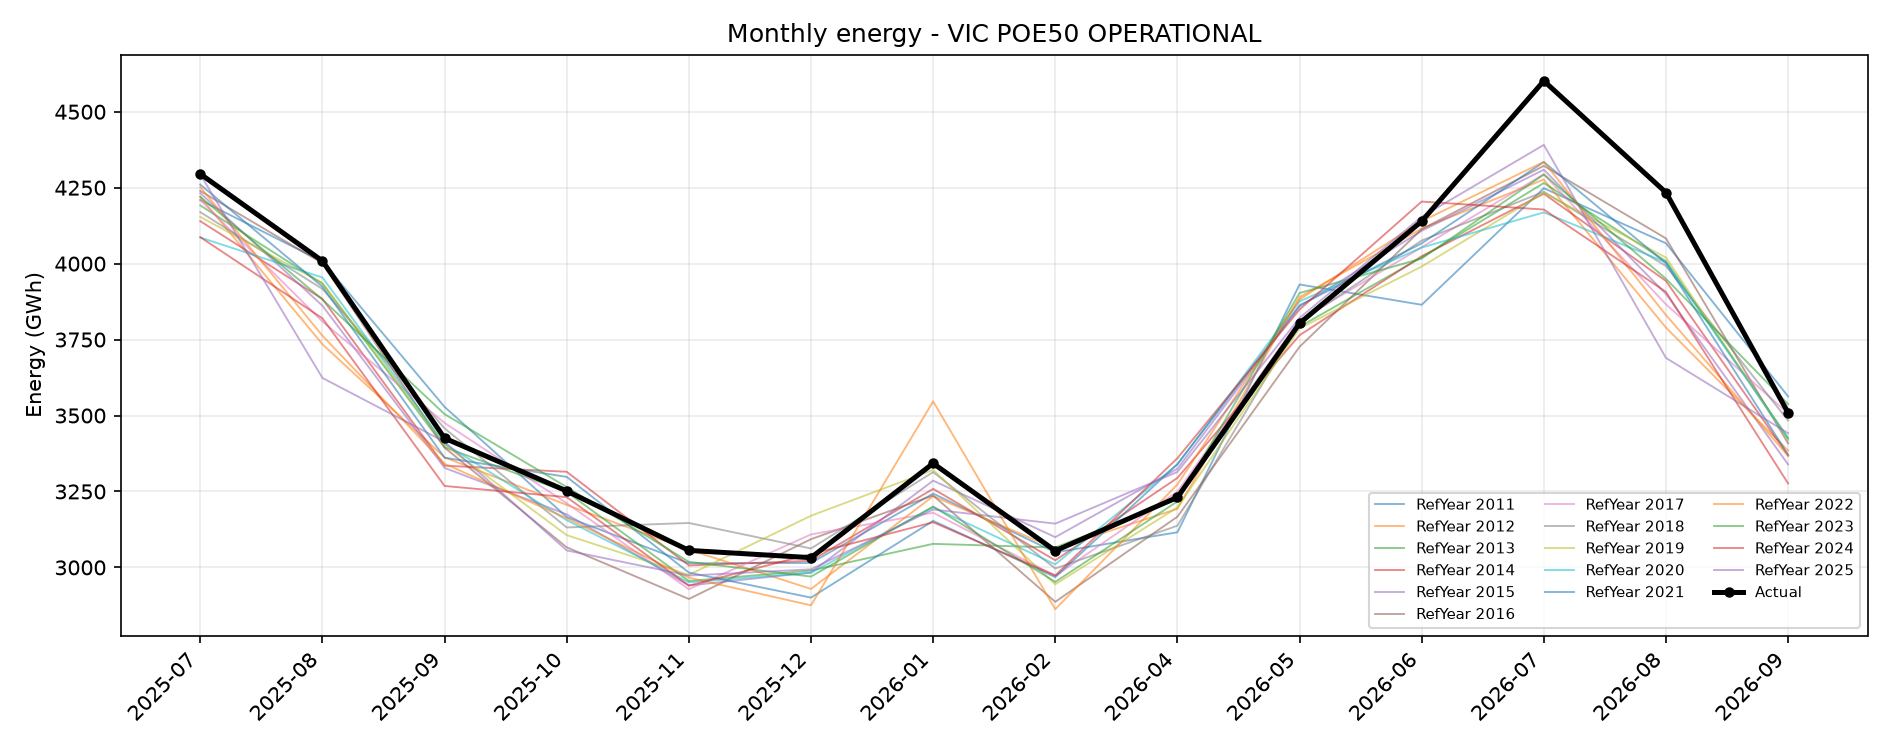 Monthly energy - VIC POE50 OPERATIONAL
Energy (GWh)
4500
4250
4000
3750
3500
3250
3000
2025-07
2025-08
2025-09
2025-10
2025-11
2025-12
2026-01
2026-02
2026-04
2026-05
2026-06
2026-07
2026-08
2026-09
RefYear 2011
RefYear 2012
RefYear 2013
RefYear 2014
RefYear 2015
RefYear 2016
RefYear 2017
RefYear 2018
RefYear 2019
RefYear 2020
RefYear 2021
RefYear 2022
RefYear 2023
RefYear 2024
RefYear 2025
Actual